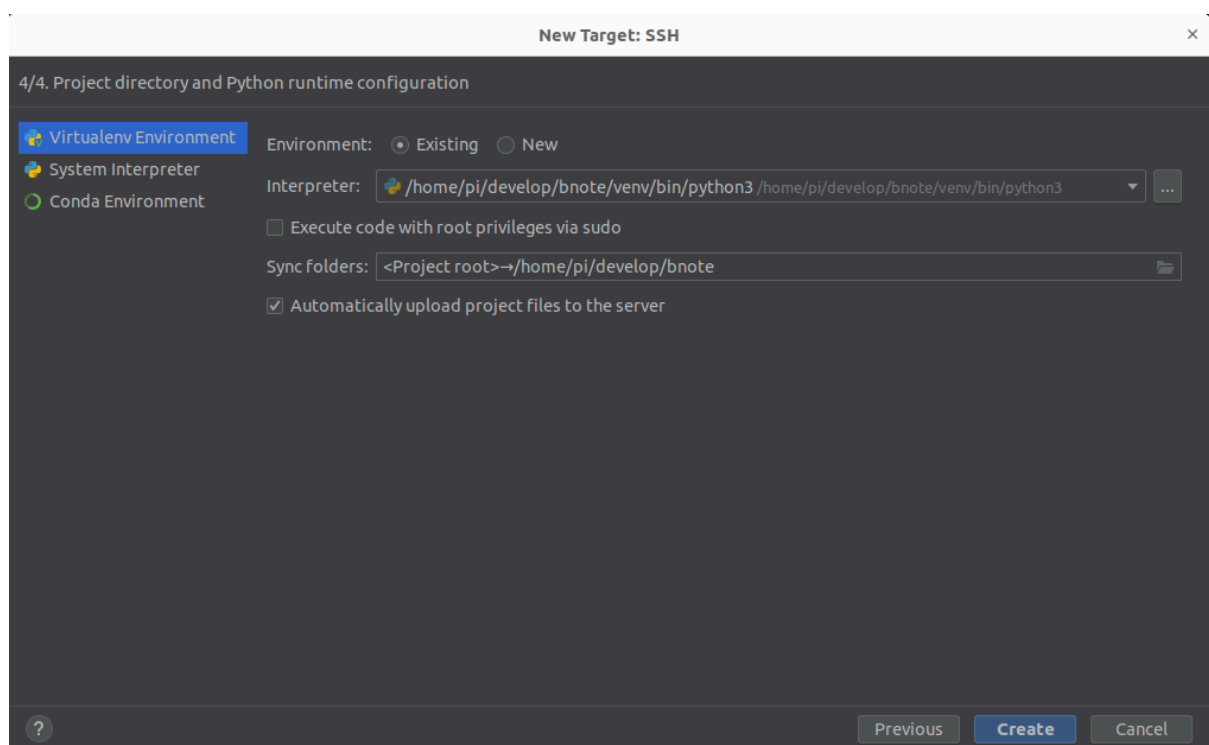 New Target: SSH
×
4/4. Project directory and Python runtime configuration
Virtualenv Environment
System Interpreter
Conda Environment
Environment: Existing New
Interpreter: /home/pi/develop/bnote/venv/bin/python3 /home/pi/develop/bnote/venv/bin/python3 ...
Execute code with root privileges via sudo
Sync folders: <Project root>→/home/pi/develop/bnote
Automatically upload project files to the server
? Previous Create Cancel